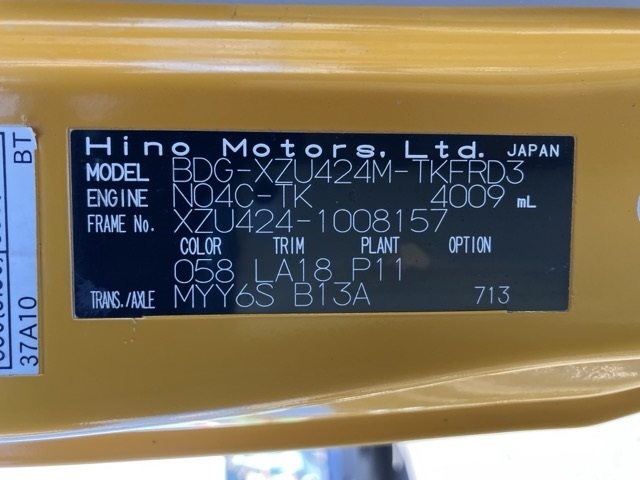 Hino Motors, Ltd. JAPAN
MODEL BDG-XZU424M-TKFRD3
ENGINE N04C-TK 4009 mL
FRAME No. XZU424-1008157
COLOR TRIM PLANT OPTION
058 LA18 P11
TRANS./AXLE MYY6S B13A 713
BT
37A10